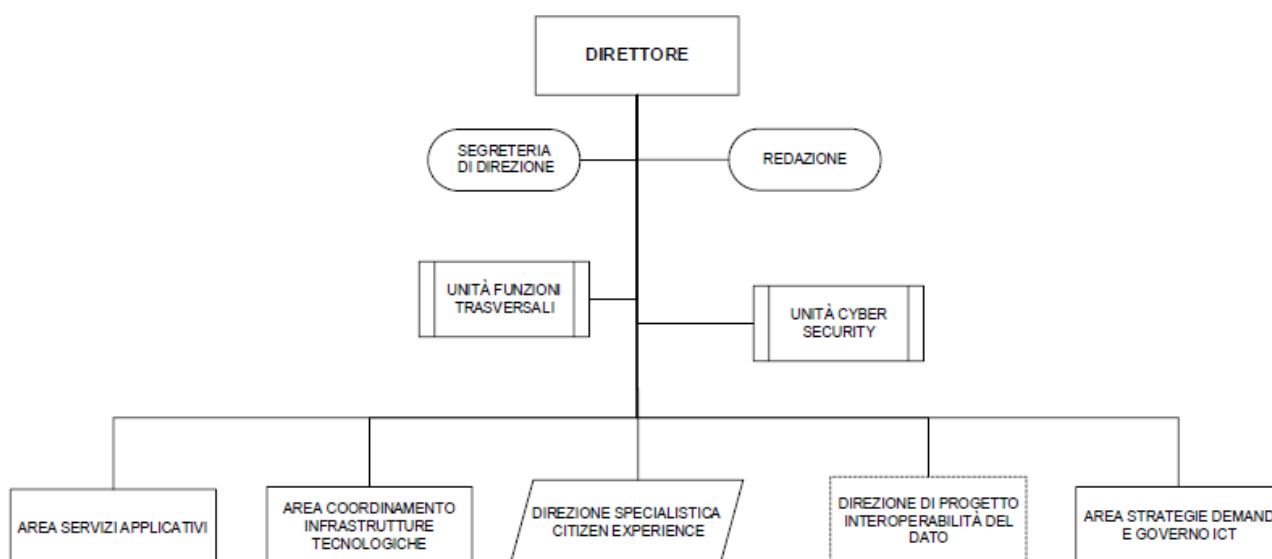 DIRETTORE
SEGRETERIA
DI DIREZIONE
REDAZIONE
UNITÀ FUNZIONI
TRASVERSALI
UNITÀ CYBER
SECURITY
AREA SERVIZI APPLICATIVI
AREA COORDINAMENTO
INFRASTRUTTURE
TECNOLOGICHE
DIREZIONE SPECIALISTICA
CITIZEN EXPERIENCE
DIREZIONE DI PROGETTO
INTEROPERABILITÀ DEL
DATO
AREA STRATEGIE DEMAND
E GOVERNO ICT